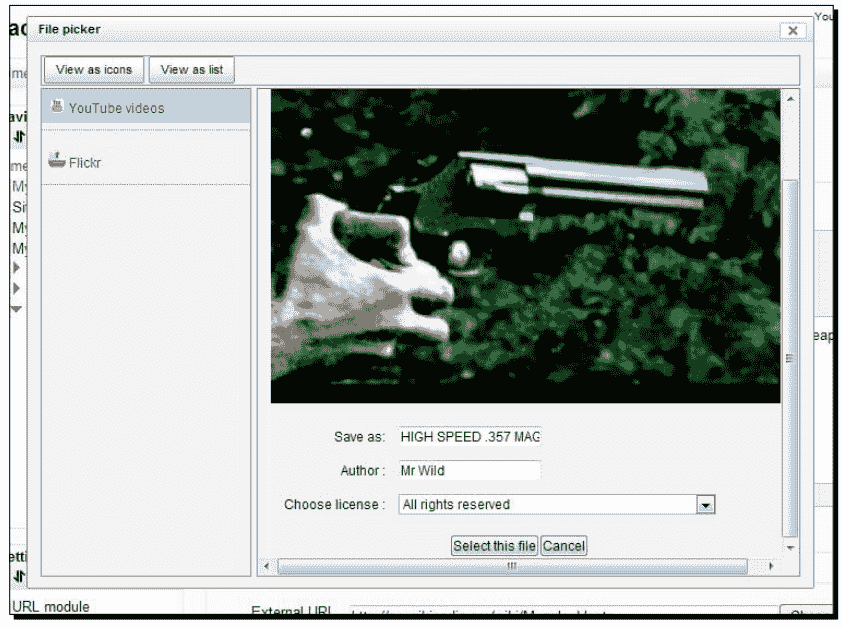 File picker
You
View as icons
View as list
YouTube videos
Flickr
Save as: HIGH SPEED .357 MAG
Author : Mr Wild
Choose license : All rights reserved
Select this file Cancel
URL module
External URL